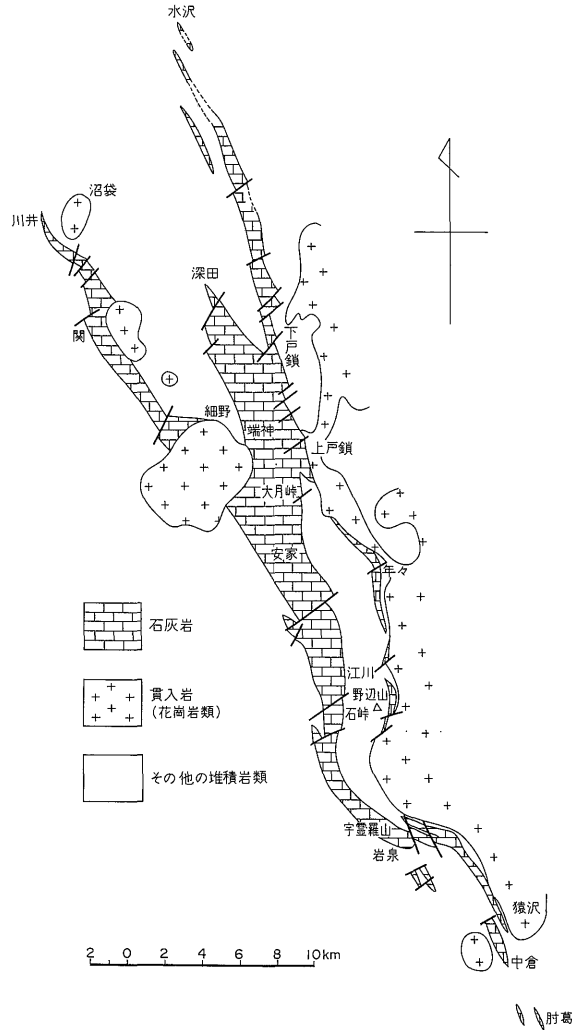 水沢
沼袋
川井
深田
関
下戸鎖
細野
端神
上戸鎖
大月峠
安家
年々
石灰岩
江川
野辺山
石峠
貫入岩
(花崗岩類)
その他の堆積岩類
宇霊羅山
岩泉
猿沢
中倉
2 0 2 4 6 8 10km
肘葛